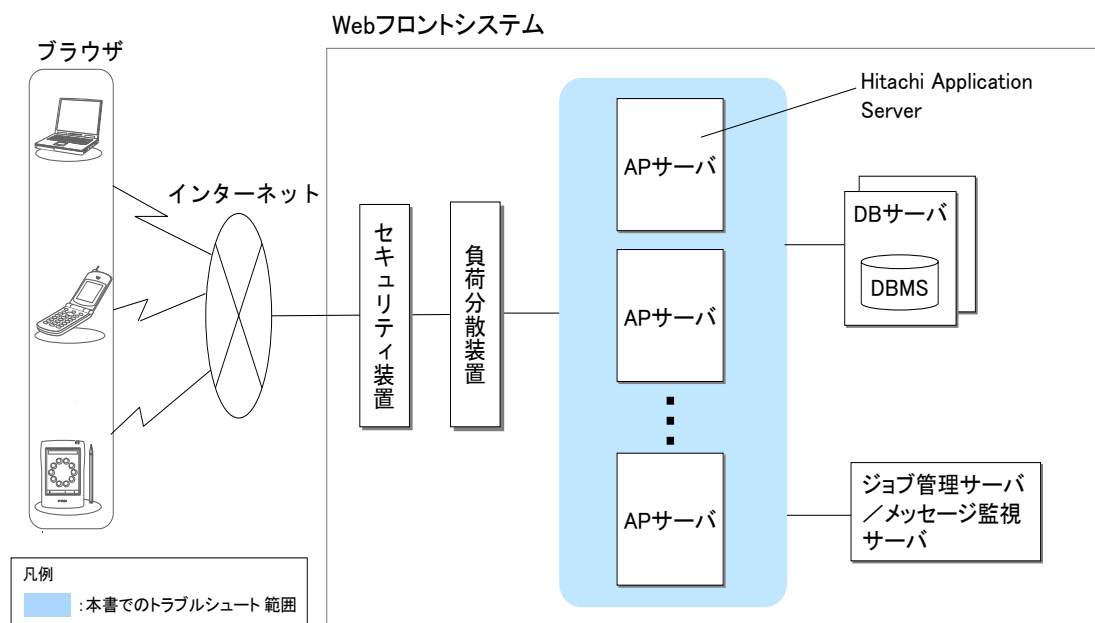 Webフロントシステム
ブラウザ
インターネット
セキュリティ装置
負荷分散装置
APサーバ
APサーバ
APサーバ
Hitachi Application
Server
DBサーバ
DBMS
ジョブ管理サーバ
／メッセージ監視
サーバ
凡例
：本書でのトラブルシュート 範囲